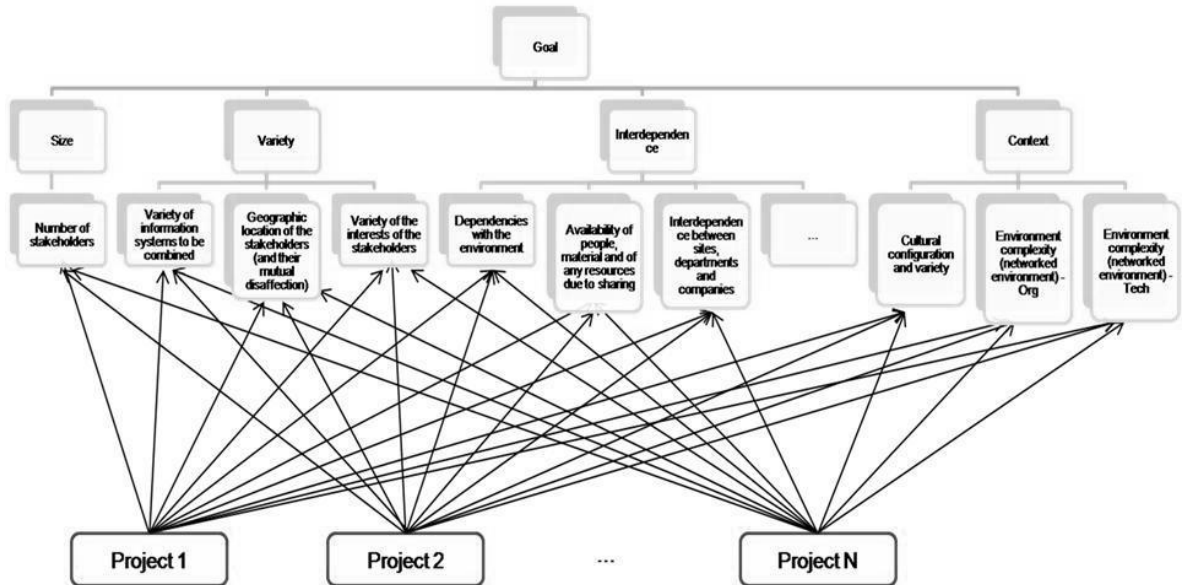 Goal
Size
Variety
Interdependen
ce
Context
Number of
stakeholders
Variety of
information
systems to be
combined
Geographic
location of the
stakeholders
(and their
mutual
disaffection)
Variety of the
interests of the
stakeholders
Dependencies
with the
environment
Availability of
people,
material and of
any resources
due to sharing
Interdependen
ce between
sites,
departments
and
companies
...
Cultural
configuration
and variety
Environment
complexity
(networked
environment) -
Org
Environment
complexity
(networked
environment) -
Tech
Project 1
Project 2
...
Project N